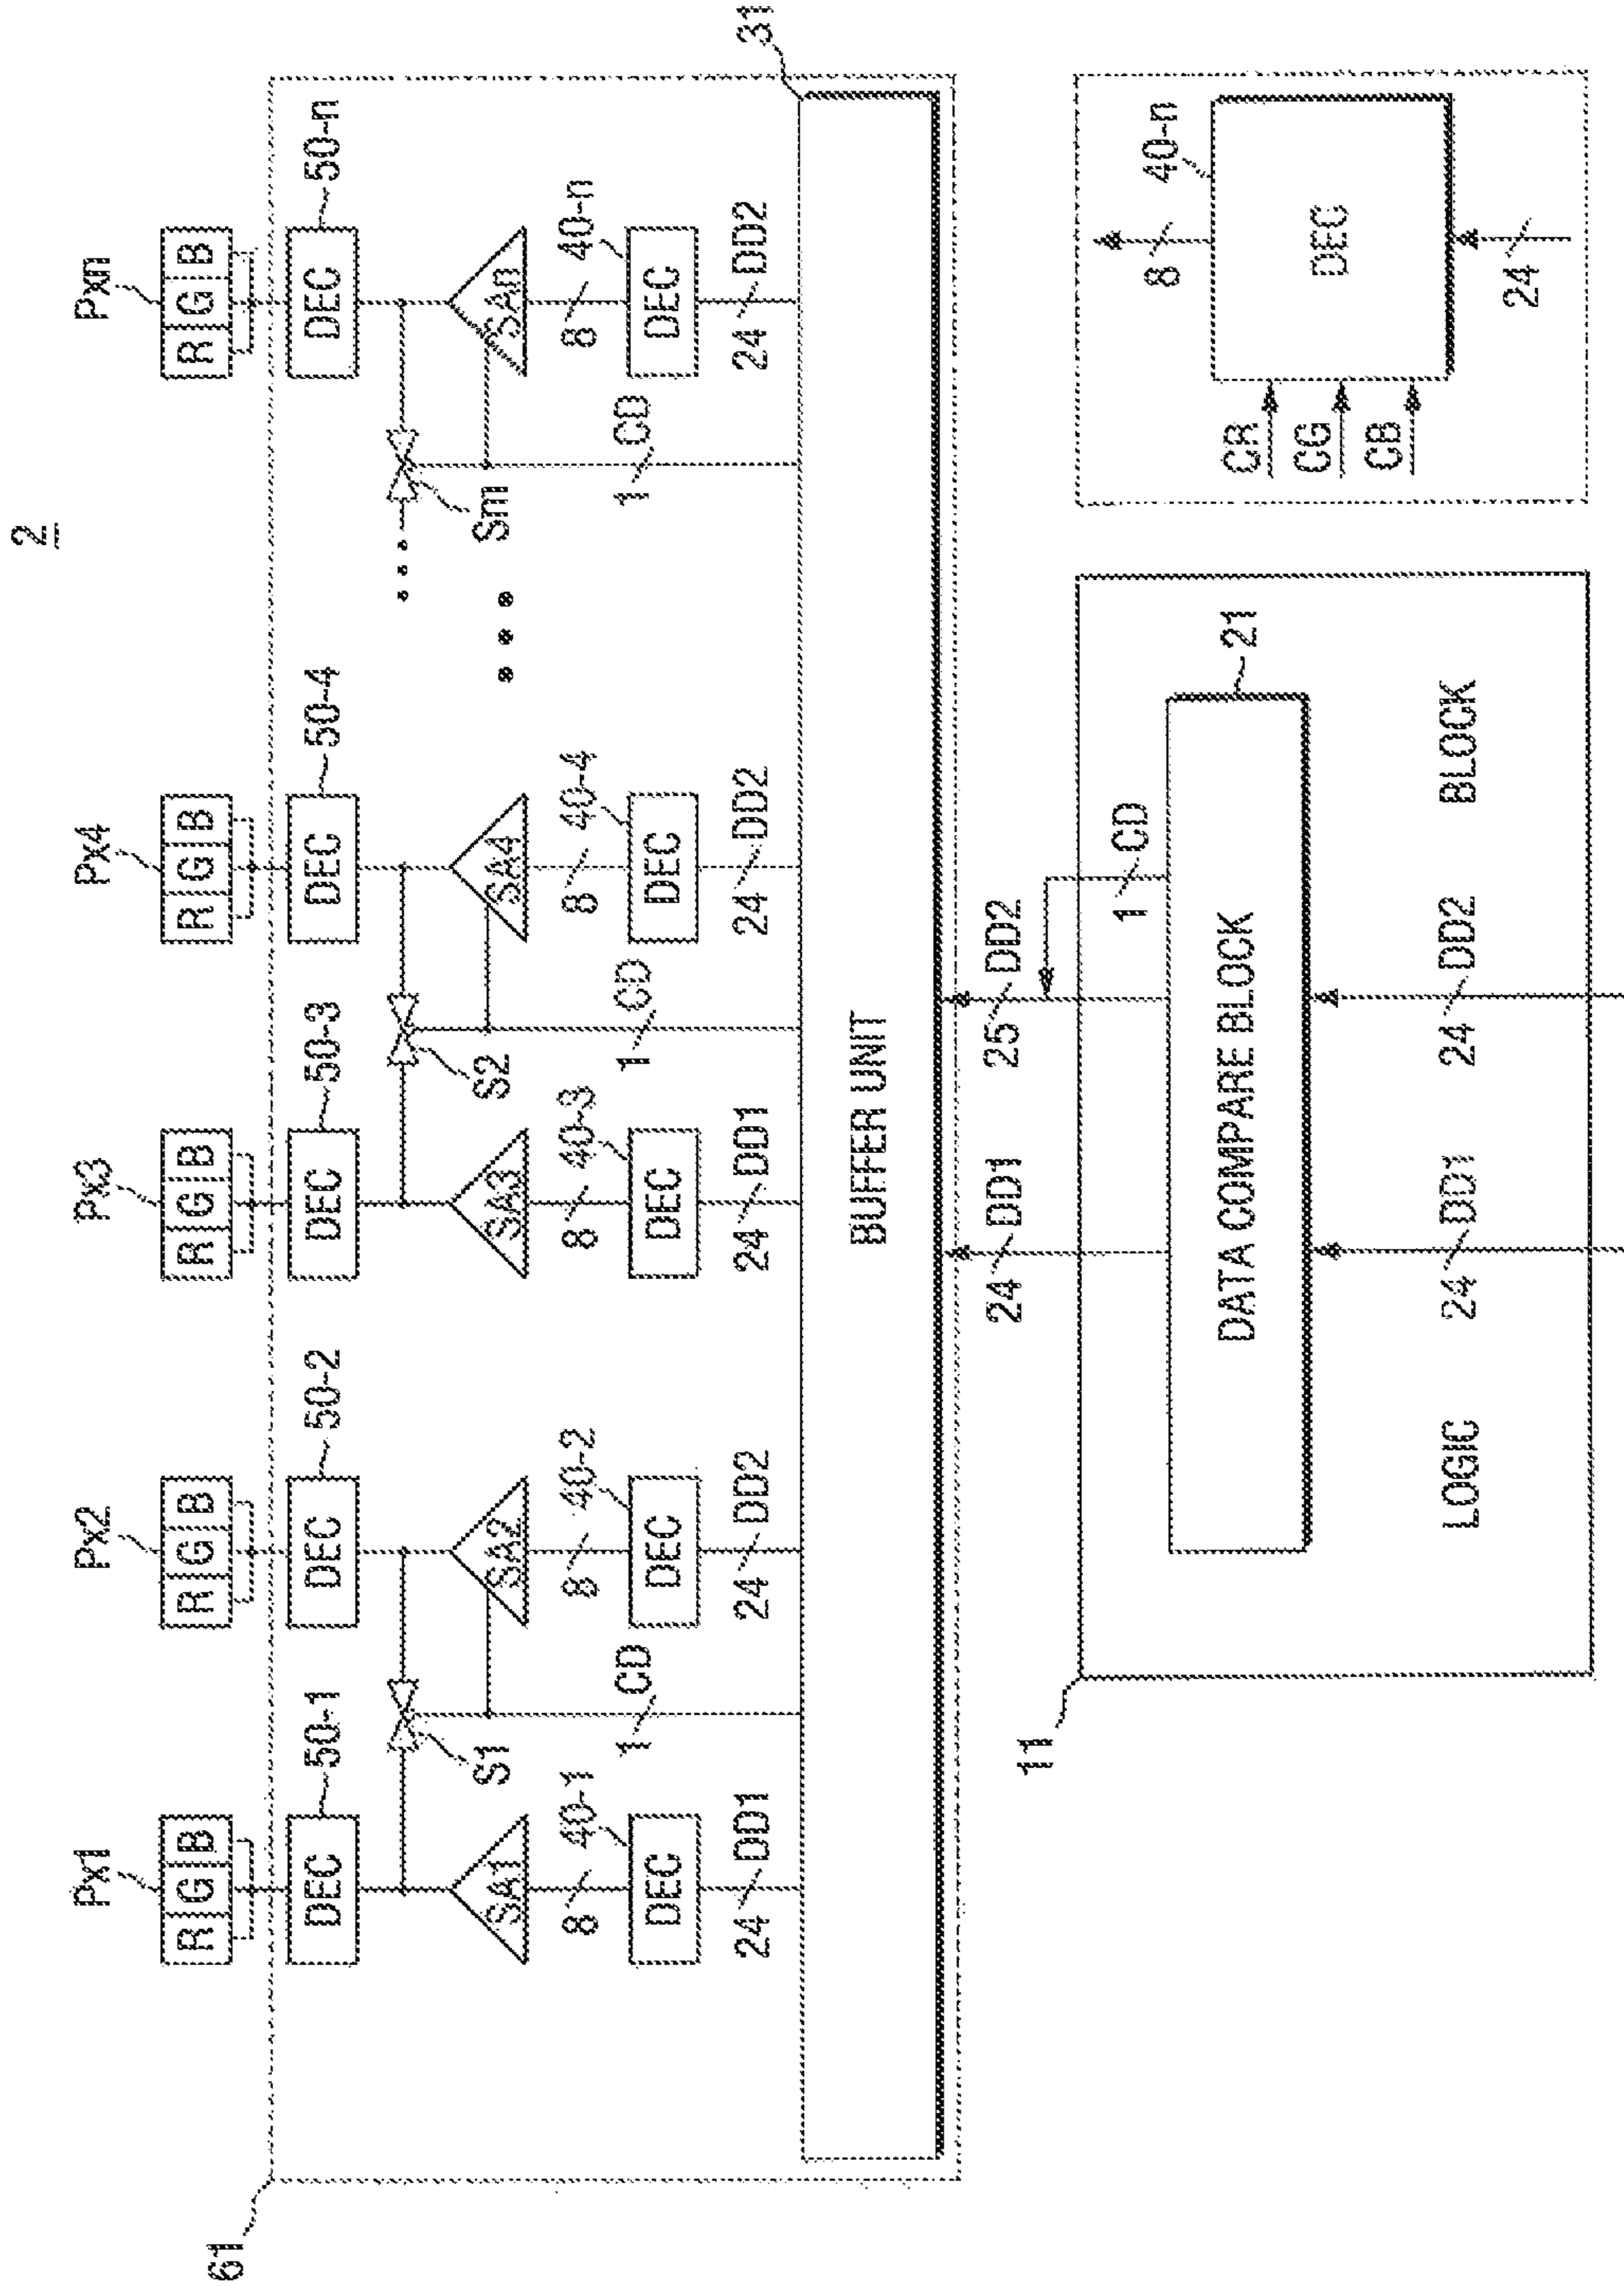 2
Px1 Px2 Px3 Px4 Pxn
R G B R G B R G B R G B R G B
61
50-1 50-2 50-3 50-4 50-n
DEC DEC DEC DEC DEC
S1 S2 Sm
SA1 SA2 SA3 SA4 SAn
8 8 8 8 8
40-1 40-2 40-3 40-4 40-n
1 CD 1 CD 1 CD
DEC DEC DEC DEC DEC
24 DD1 24 DD2 24 DD1 24 DD2 24 DD2
31
BUFFER UNIT
24 DD1 25 DD2
11
1 CD
21
DATA COMPARE BLOCK
24 DD1 24 DD2
LOGIC BLOCK
8
40-n
CR
CG
CB
DEC
24